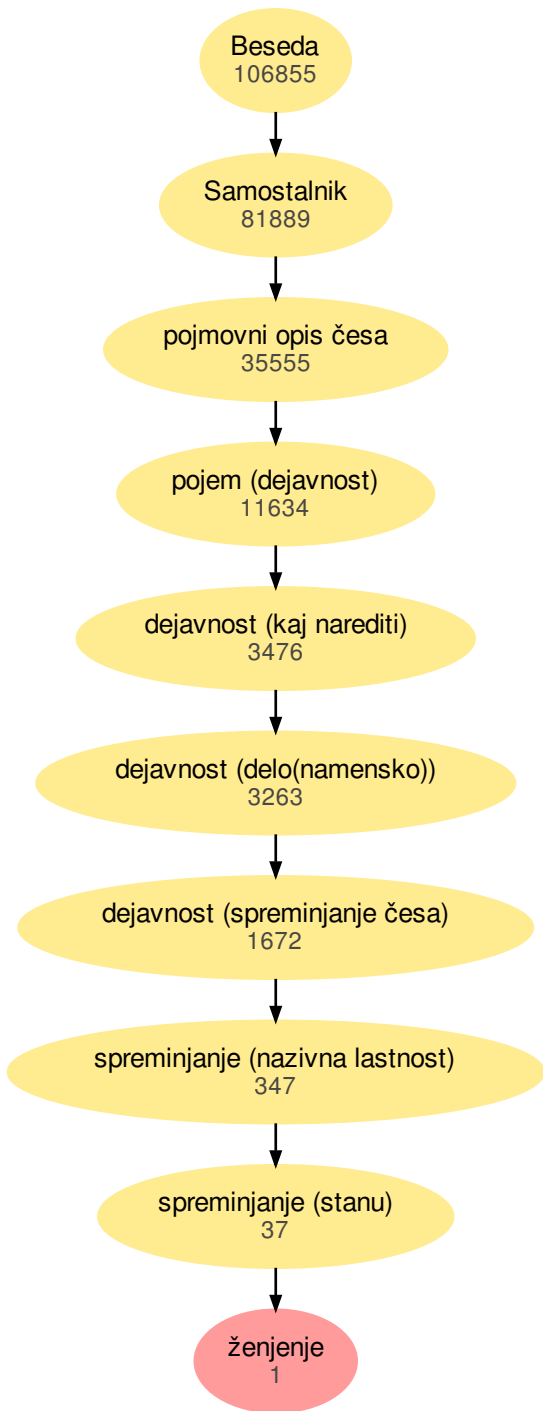 Beseda
106855
Samostalnik
81889
pojmovni opis česa
35555
pojem (dejavnost)
11634
dejavnost (kaj narediti)
3476
dejavnost (delo(namensko))
3263
dejavnost (spreminjanje česa)
1672
spreminjanje (nazivna lastnost)
347
spreminjanje (stanu)
37
ženjenje
1